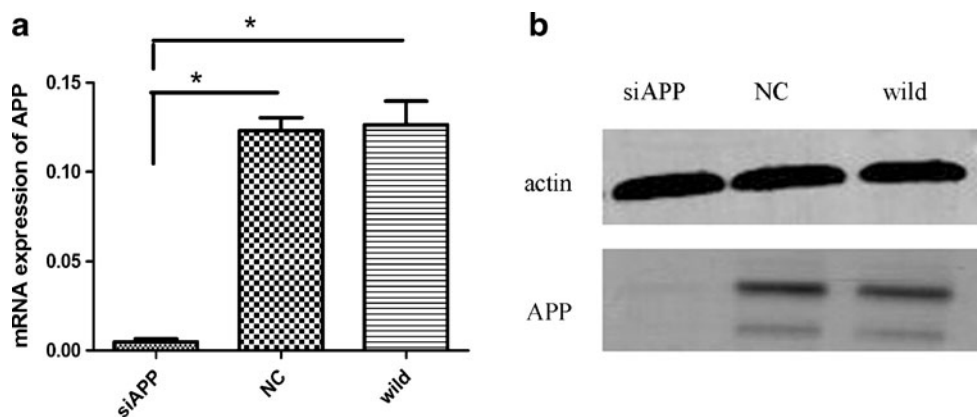 a
*
*
mRNA expression of APP
0.15
0.10
0.05
0.00
siAPP
NC
wild
b
siAPP NC wild
actin
APP